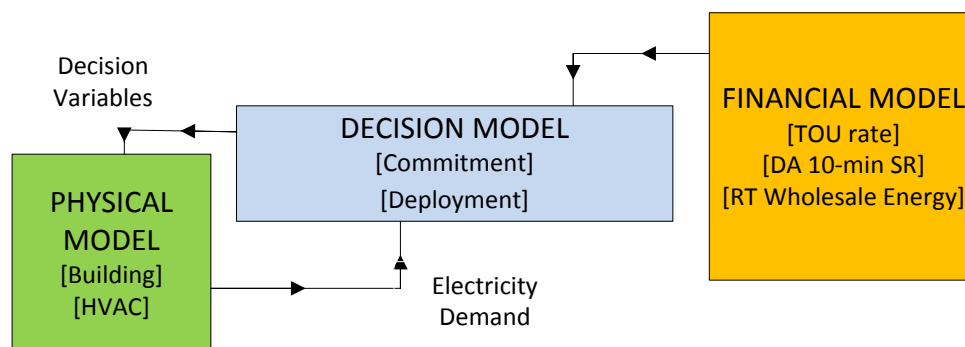 Decision
Variables
PHYSICAL
MODEL
[Building]
[HVAC]
DECISION MODEL
[Commitment]
[Deployment]
Electricity
Demand
FINANCIAL MODEL
[TOU rate]
[DA 10-min SR]
[RT Wholesale Energy]